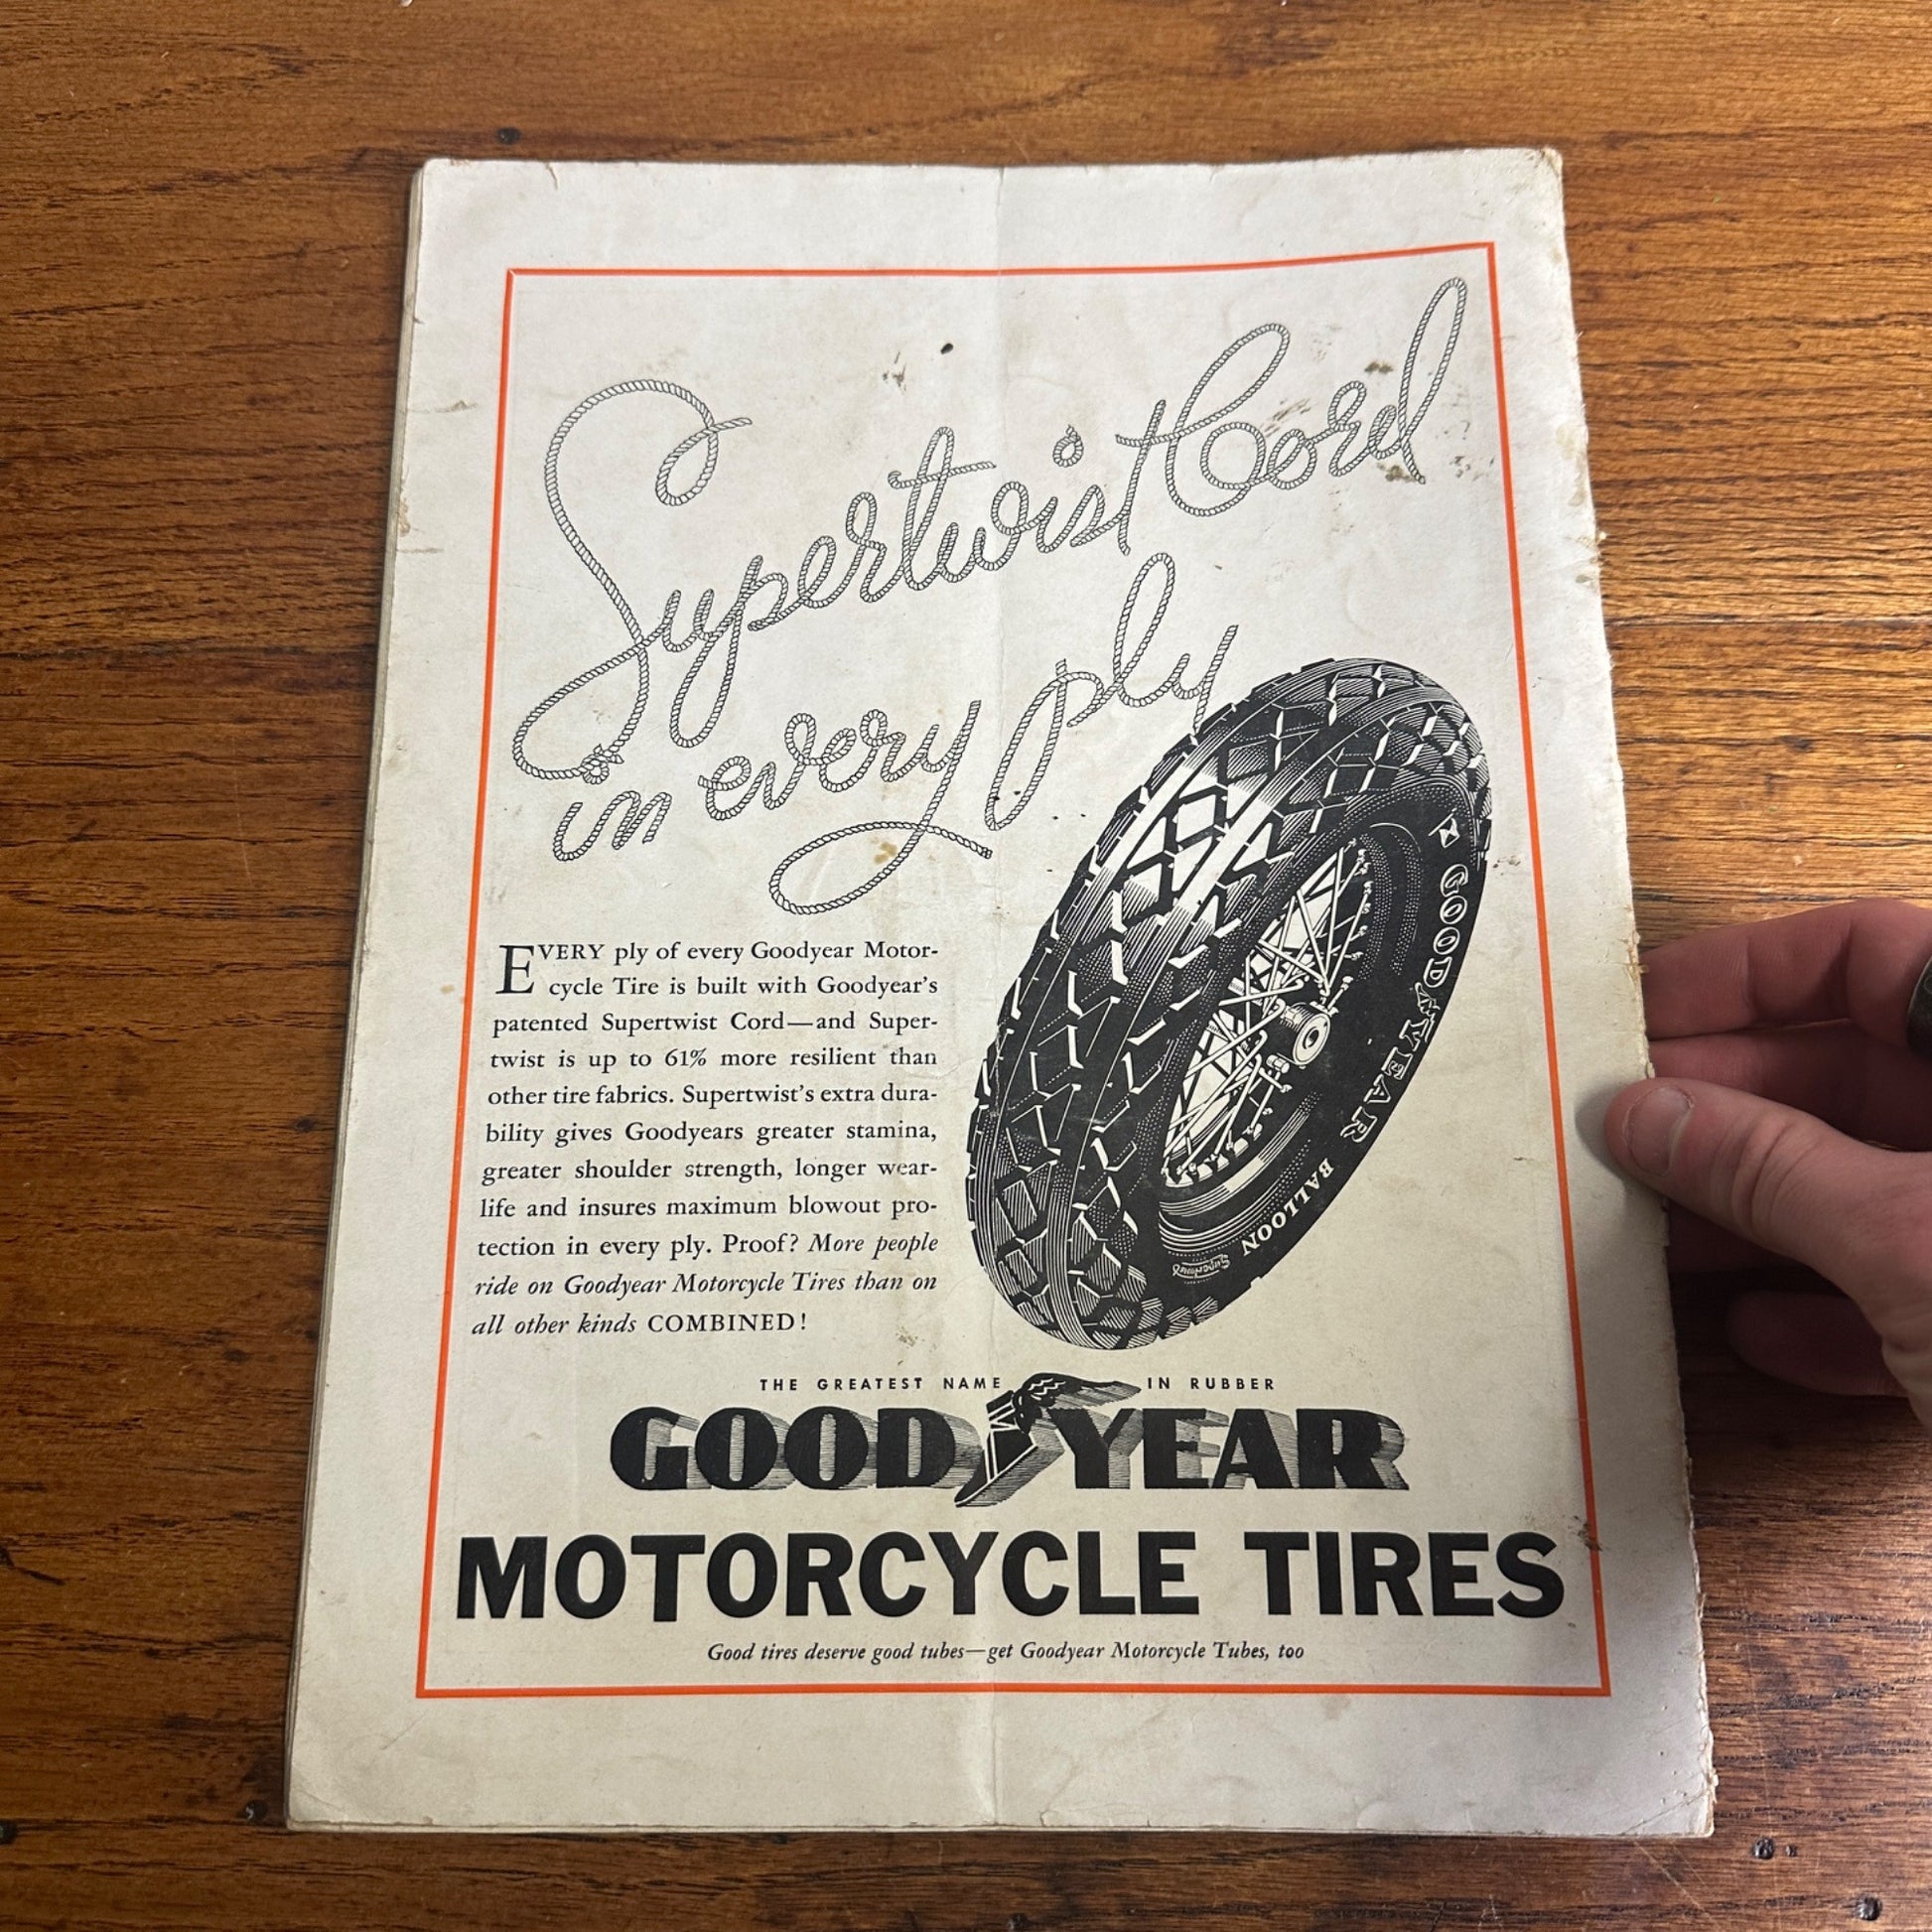 Supertwist Cord
in every ply
EVERY ply of every Goodyear Motor-
cycle Tire is built with Goodyear's
patented Supertwist Cord—and Super-
twist is up to 61% more resilient than
other tire fabrics. Supertwist's extra dura-
bility gives Goodyears greater stamina,
greater shoulder strength, longer wear-
life and insures maximum blowout pro-
tection in every ply. Proof? More people
ride on Goodyear Motorcycle Tires than on
all other kinds COMBINED!
GOODYEAR
BALLOON
Supertwist
THE GREATEST NAME IN RUBBER
GOODYEAR
MOTORCYCLE TIRES
Good tires deserve good tubes—get Goodyear Motorcycle Tubes, too